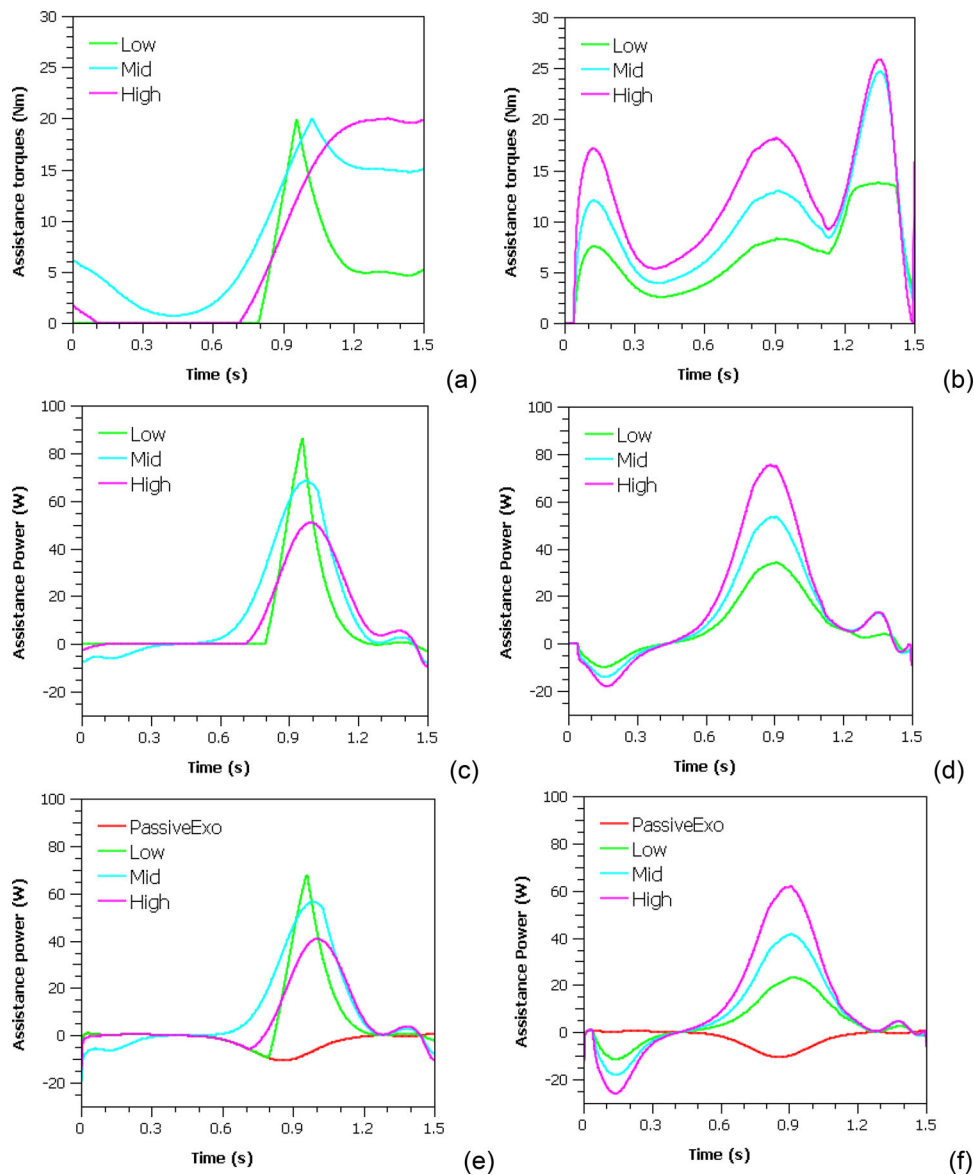 30
25
20
15
10
5
0
Assistance torques (Nm)
Low
Mid
High
0 0.3 0.6 0.9 1.2 1.5
Time (s)
(a)
30
25
20
15
10
5
0
Assistance torques (Nm)
Low
Mid
High
0 0.3 0.6 0.9 1.2 1.5
Time (s)
(b)
100
80
60
40
20
0
-20
Assistance Power (W)
Low
Mid
High
0 0.3 0.6 0.9 1.2 1.5
Time (s)
(c)
100
80
60
40
20
0
-20
Assistance Power (W)
Low
Mid
High
0 0.3 0.6 0.9 1.2 1.5
Time (s)
(d)
100
80
60
40
20
0
-20
Assistance power (W)
PassiveExo
Low
Mid
High
0 0.3 0.6 0.9 1.2 1.5
Time (s)
(e)
100
80
60
40
20
0
-20
Assistance Power (W)
PassiveExo
Low
Mid
High
0 0.3 0.6 0.9 1.2 1.5
Time (s)
(f)